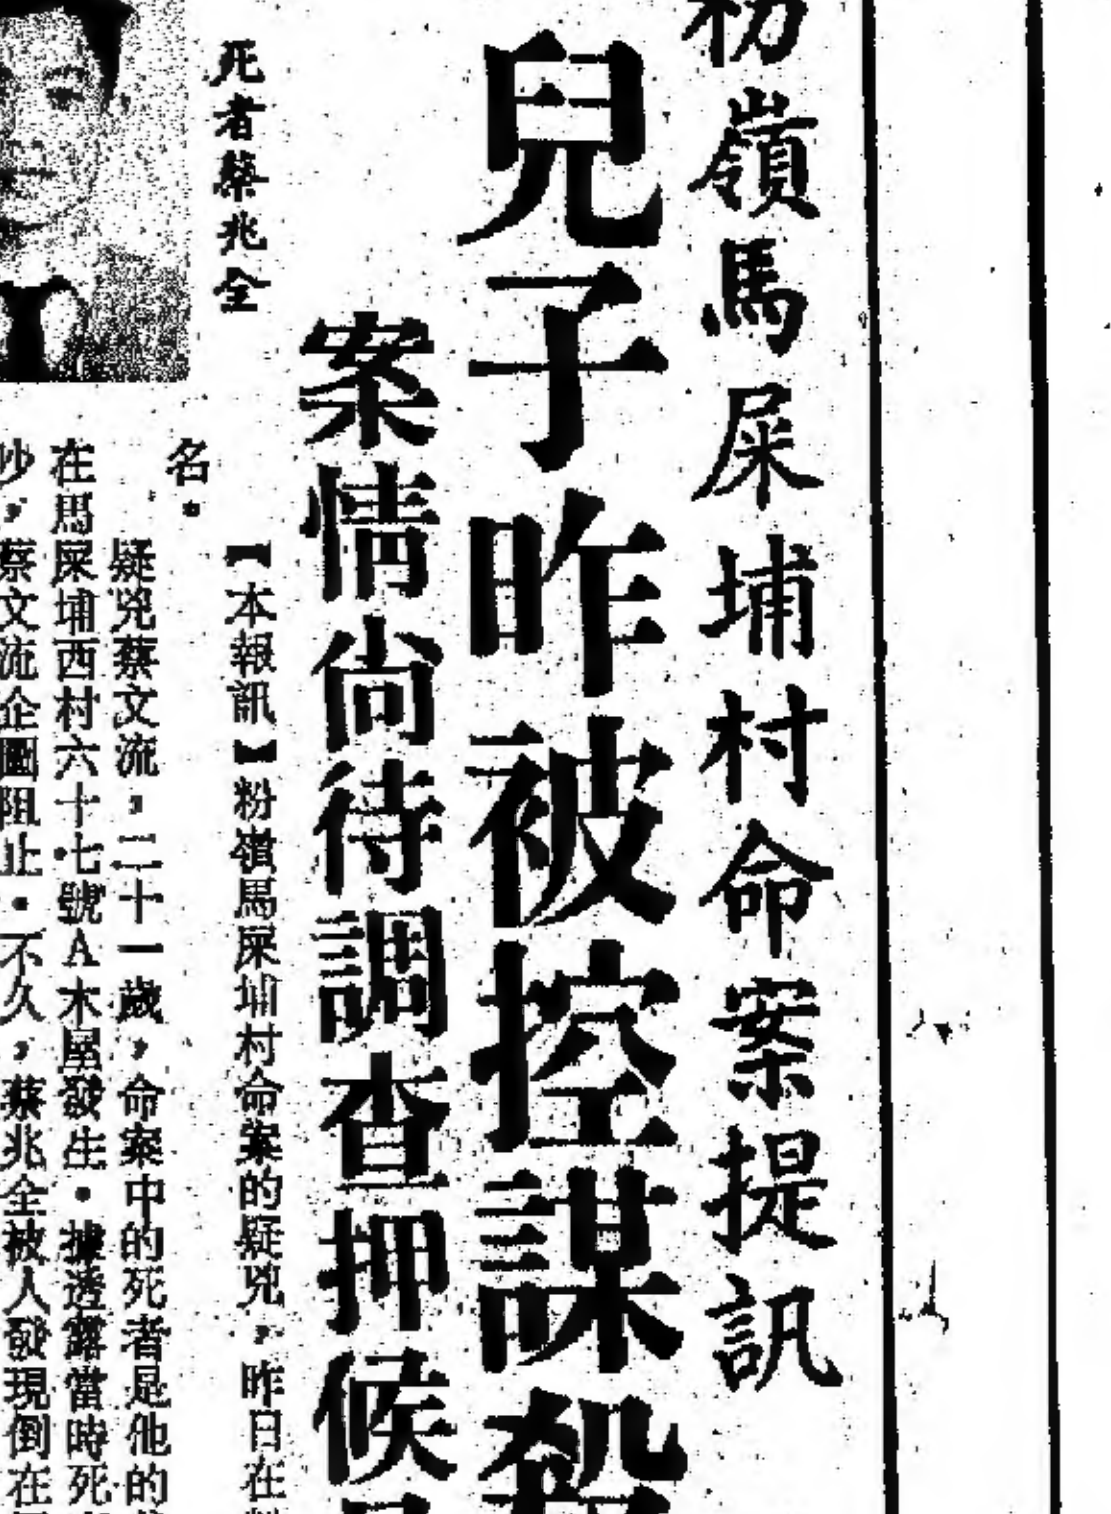 粉嶺馬屎埔村命案提訊
兒子昨被控謀殺
案情尚待調查押候
死者蔡兆全
【本報訊】粉嶺馬屎埔村命案的疑兇，昨日在
名。
疑兇蔡文流，二十一歲，命案中的死者是他的
在馬屎埔西村六十七號A木屋發生。據透露當時死
吵，蔡文流企圖阻止。不久，蔡兆全被人發現倒在